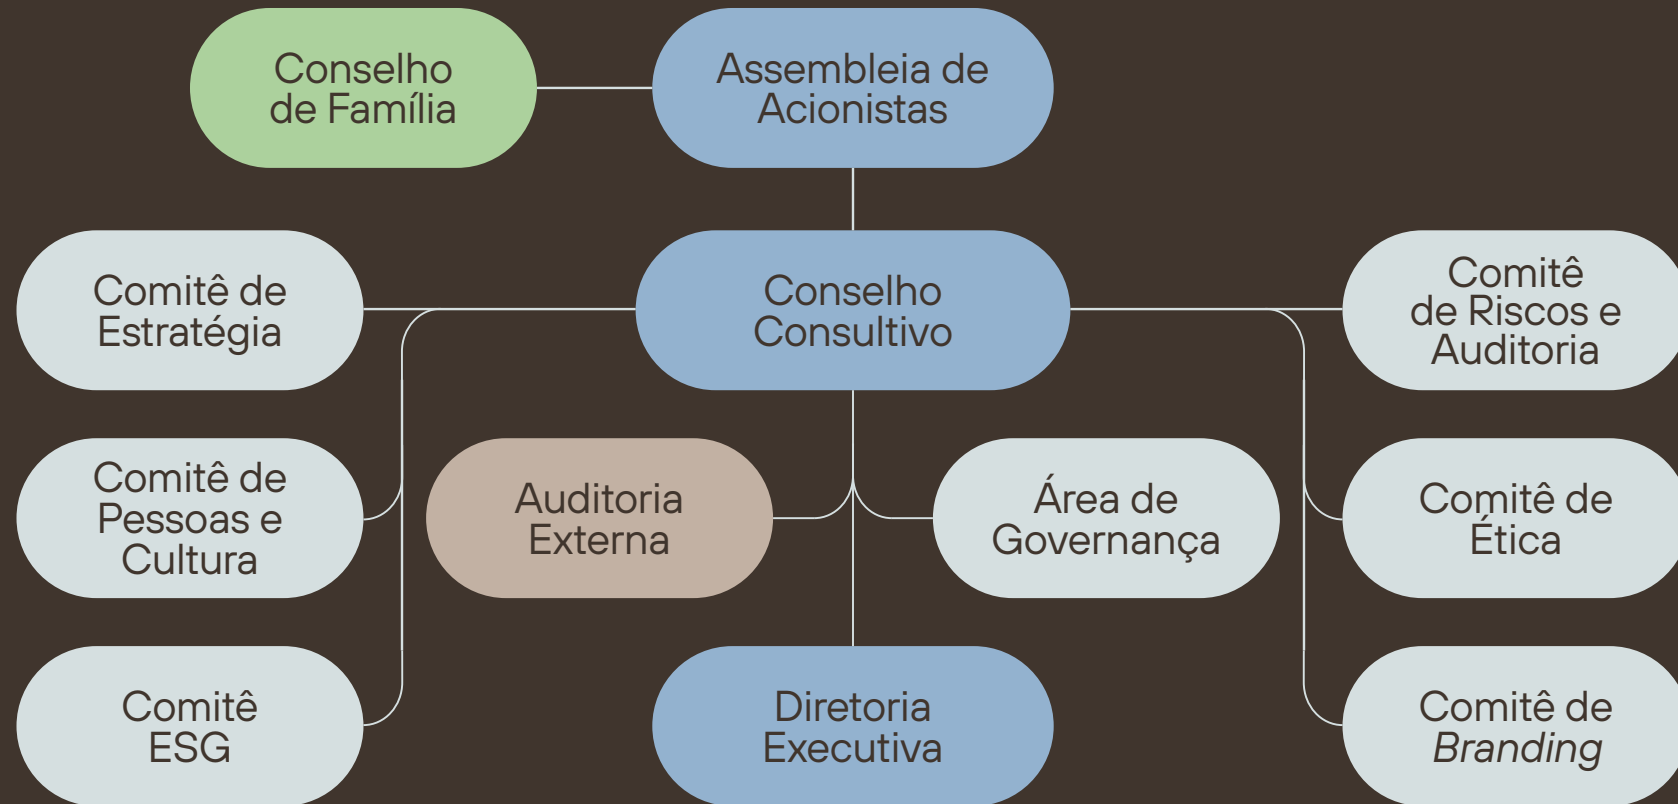 Conselho
de Família
Assembleia de
Acionistas
Comitê de
Estratégia
Conselho
Consultivo
Comitê
de Riscos e
Auditoria
Comitê de
Pessoas e
Cultura
Auditoria
Externa
Área de
Governança
Comitê de
Ética
Comitê
ESG
Diretoria
Executiva
Comitê de
Branding